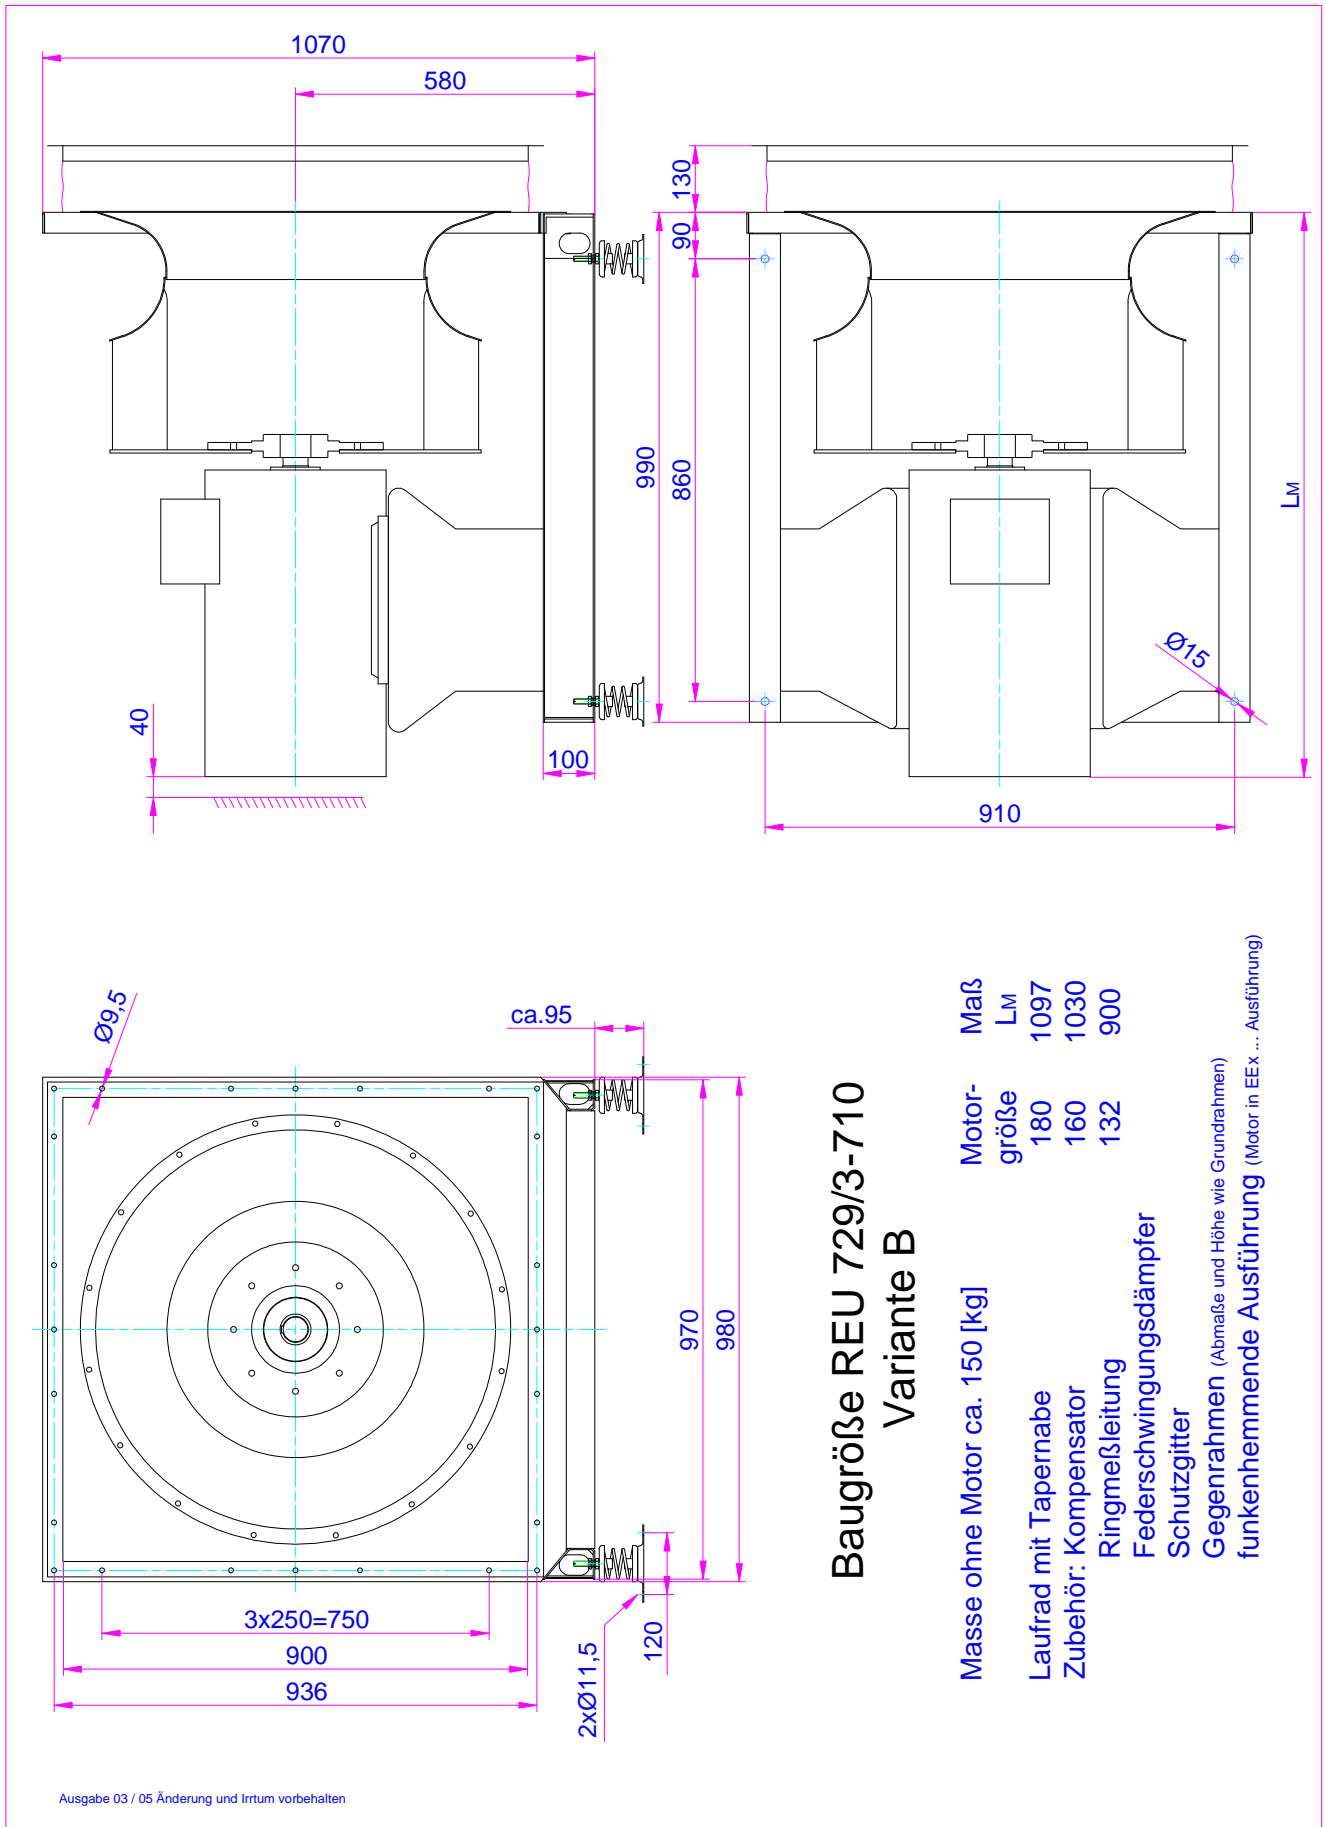 1070
580
130
90
990
860
LM
Ø15
40
100
910
Ø9,5
ca.95
970
980
3x250=750
900
936
2xØ11,5
120
Baugröße REU 729/3-710
Variante B
Masse ohne Motor ca. 150 [kg]
Motor- Maß
größe LM
180 1097
160 1030
132 900
Laufrad mit Tapernabe
Zubehör: Kompensator
Ringmeßleitung
Federschwingungsdämpfer
Schutzgitter
Gegenrahmen (Abmaße und Höhe wie Grundrahmen)
funkenhemmende Ausführung (Motor in EEx ... Ausführung)
Ausgabe 03 / 05 Änderung und Irrtum vorbehalten